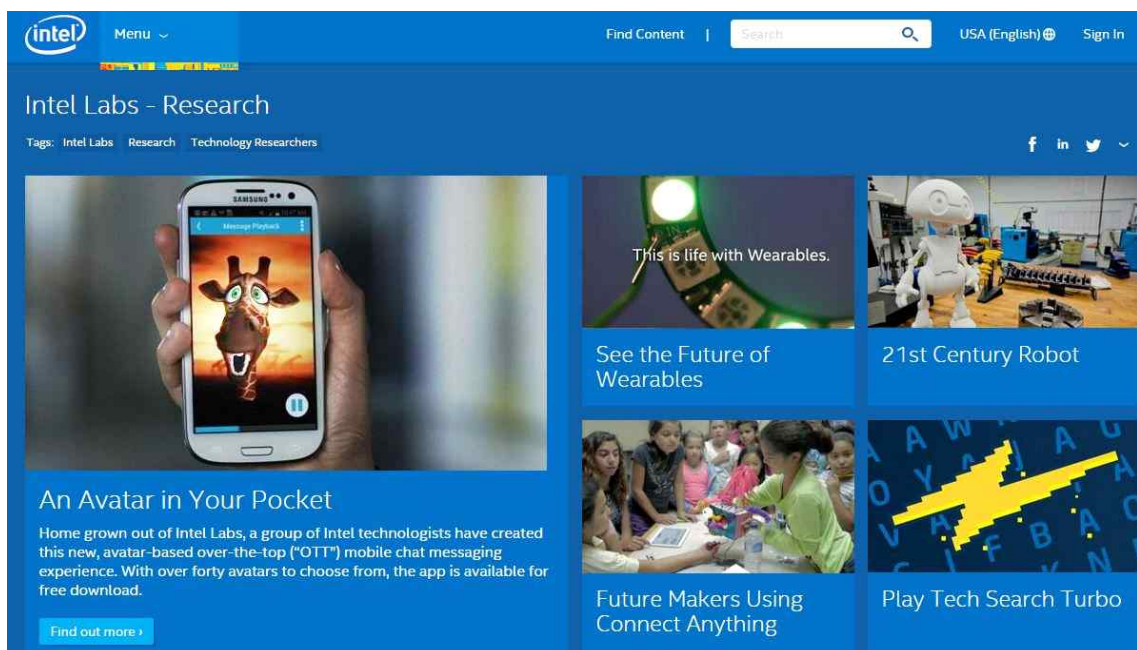 intel
Menu
Find Content | Search USA (English) Sign In
Intel Labs - Research
Tags: Intel Labs Research Technology Researchers
f in
SAMSUNG
Message Playback
An Avatar in Your Pocket
Home grown out of Intel Labs, a group of Intel technologists have created
this new, avatar-based over-the-top (“OTT”) mobile chat messaging
experience. With over forty avatars to choose from, the app is available for
free download.
Find out more ›
This is life with Wearables.
See the Future of
Wearables
21st Century Robot
Future Makers Using
Connect Anything
Play Tech Search Turbo